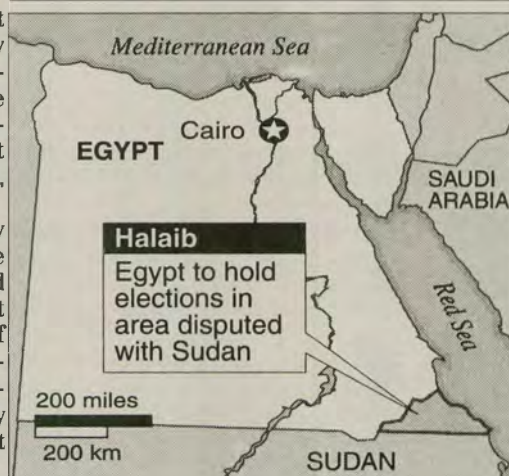 Mediterranean Sea
Cairo
EGYPT
SAUDI
ARABIA
Halaib
Egypt to hold
elections in
area disputed
with Sudan
Red Sea
200 miles
200 km
SUDAN